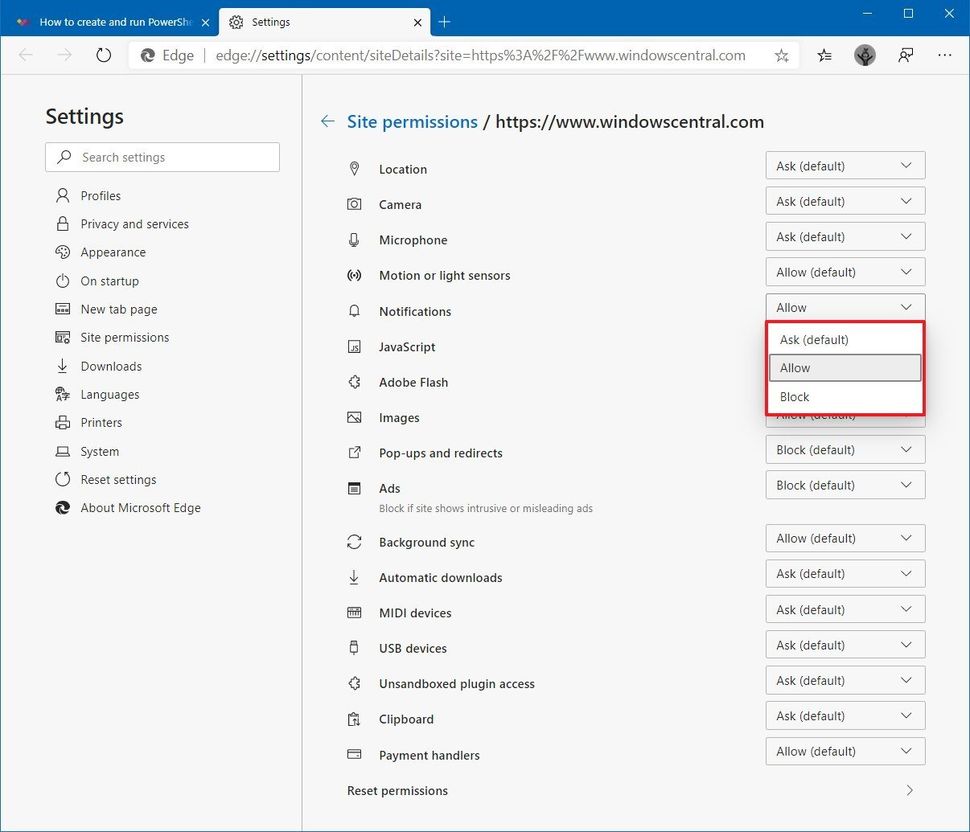 How to create and run PowerShe
Settings
Edge
edge://settings/content/siteDetails?site=https%3A%2F%2Fwww.windowscentral.com
Settings
Search settings
Profiles
Privacy and services
Appearance
On startup
New tab page
Site permissions
Downloads
Languages
Printers
System
Reset settings
About Microsoft Edge
Site permissions / https://www.windowscentral.com
Location Ask (default)
Camera Ask (default)
Microphone Ask (default)
Motion or light sensors Allow (default)
Notifications Allow
Ask (default)
JavaScript
Allow
Adobe Flash
Block
Images Allow (default)
Pop-ups and redirects Block (default)
Ads Block (default)
Block if site shows intrusive or misleading ads
Background sync Allow (default)
Automatic downloads Ask (default)
MIDI devices Ask (default)
USB devices Ask (default)
Unsandboxed plugin access Ask (default)
Clipboard Ask (default)
Payment handlers Allow (default)
Reset permissions